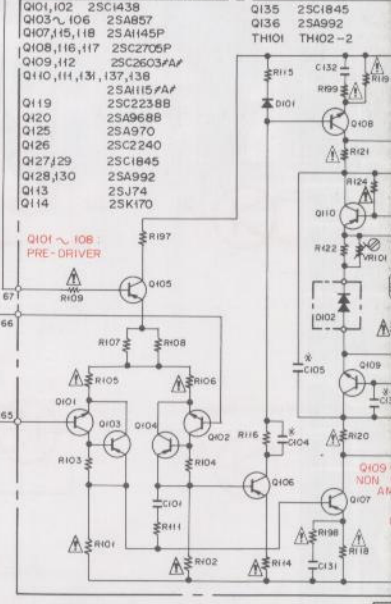 Q101,102 2SC1438
Q103~106 2SA857
Q107,115,118 2SA1145P
Q108,116,117 2SC2705P
Q109,112 2SC2603*A*
Q110,111,131,137,138
2SA1115*A*
Q119 2SC2238B
Q120 2SA968B
Q125 2SA970
Q126 2SC2240
Q127,129 2SC1845
Q128,130 2SA992
Q113 2SJ74
Q114 2SK170
Q135 2SC1845
Q136 2SA992
TH101 TH102-2
Q101~108:
PRE-DRIVER
R115
C132
R199
R119
D101
Q108
R121
R124
Q110
R197
R122
VR101
67
R109
Q105
D102
66
R107
R108
C105
Q109
R105
R106
65
Q101
Q103
Q104
Q102
R116
C104
R120
R103
R104
Q106
Q109
NON
C101
R111
Q107
R101
R102
R114
R198
R118
C131